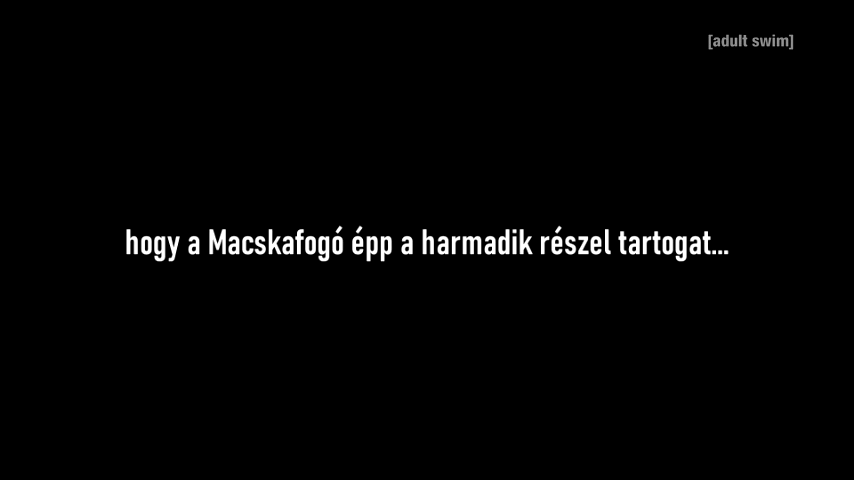 [adult swim]
hogy a Macskafogó épp a harmadik részel tartogat...